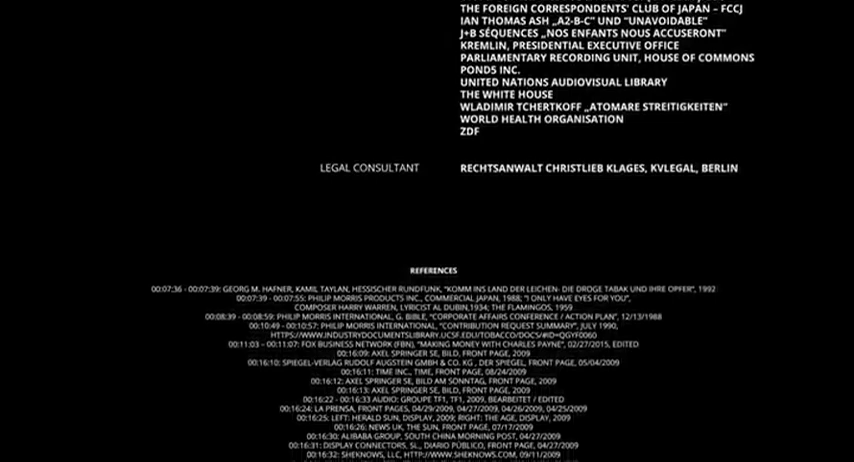 THE FOREIGN CORRESPONDENTS' CLUB OF JAPAN – FCCJ
IAN THOMAS ASH „A2-B-C" UND "UNAVOIDABLE"
J+B SÉQUENCES „NOS ENFANTS NOUS ACCUSERONT"
KREMLIN, PRESIDENTIAL EXECUTIVE OFFICE
PARLIAMENTARY RECORDING UNIT, HOUSE OF COMMONS
POND5 INC.
UNITED NATIONS AUDIOVISUAL LIBRARY
THE WHITE HOUSE
WLADIMIR TCHERTKOFF „ATOMARE STREITIGKEITEN"
WORLD HEALTH ORGANISATION
ZDF
LEGAL CONSULTANT RECHTSANWALT CHRISTLIEB KLAGES, KVLEGAL, BERLIN
REFERENCES
00:07:36 - 00:07:39: GEORG M. HAFNER, KAMIL TAYLAN, HESSISCHER RUNDFUNK, "KOMM INS LAND DER LEICHEN- DIE DROGE TABAK UND IHRE OPFER", 1992
00:07:39 - 00:07:55: PHILIP MORRIS PRODUCTS INC., COMMERCIAL JAPAN, 1988; "I ONLY HAVE EYES FOR YOU",
COMPOSER HARRY WARREN, LYRICIST AL DUBIN,1934; THE FLAMINGOS, 1959
00:08:39 - 00:08:59: PHILIP MORRIS INTERNATIONAL, G. BIBLE, "CORPORATE AFFAIRS CONFERENCE / ACTION PLAN", 12/13/1988
00:10:49 - 00:10:57: PHILIP MORRIS INTERNATIONAL, "CONTRIBUTION REQUEST SUMMARY", JULY 1990,
HTTPS://WWW.INDUSTRYDOCUMENTSLIBRARY.UCSF.EDU/TOBACCO/DOCS/#ID=QGYF0060
00:11:03 – 00:11:07: FOX BUSINESS NETWORK (FBN), "MAKING MONEY WITH CHARLES PAYNE", 02/27/2015, EDITED
00:16:09: AXEL SPRINGER SE, BILD, FRONT PAGE, 2009
00:16:10: SPIEGEL-VERLAG RUDOLF AUGSTEIN GMBH & CO. KG , DER SPIEGEL, FRONT PAGE, 05/04/2009
00:16:11: TIME INC., TIME, FRONT PAGE, 08/24/2009
00:16:12: AXEL SPRINGER SE, BILD AM SONNTAG, FRONT PAGE, 2009
00:16:13: AXEL SPRINGER SE, BILD, FRONT PAGE, 2009
00:16:22 - 00:16:33 AUDIO: GROUPE TF1, TF1, 2009, BEARBEITET / EDITED
00:16:24: LA PRENSA, FRONT PAGES, 04/29/2009, 04/27/2009, 04/26/2009, 04/25/2009
00:16:25: LEFT: HERALD SUN, DISPLAY, 2009; RIGHT: THE AGE, DISPLAY, 2009
00:16:26: NEWS UK, THE SUN, FRONT PAGE, 07/17/2009
00:16:30: ALIBABA GROUP, SOUTH CHINA MORNING POST, 04/27/2009
00:16:31: DISPLAY CONNECTORS, SL., DIARIO PÚBLICO, FRONT PAGE, 04/27/2009
00:16:32: SHEKNOWS, LLC, HTTP://WWW.SHEKNOWS.COM, 09/11/2009